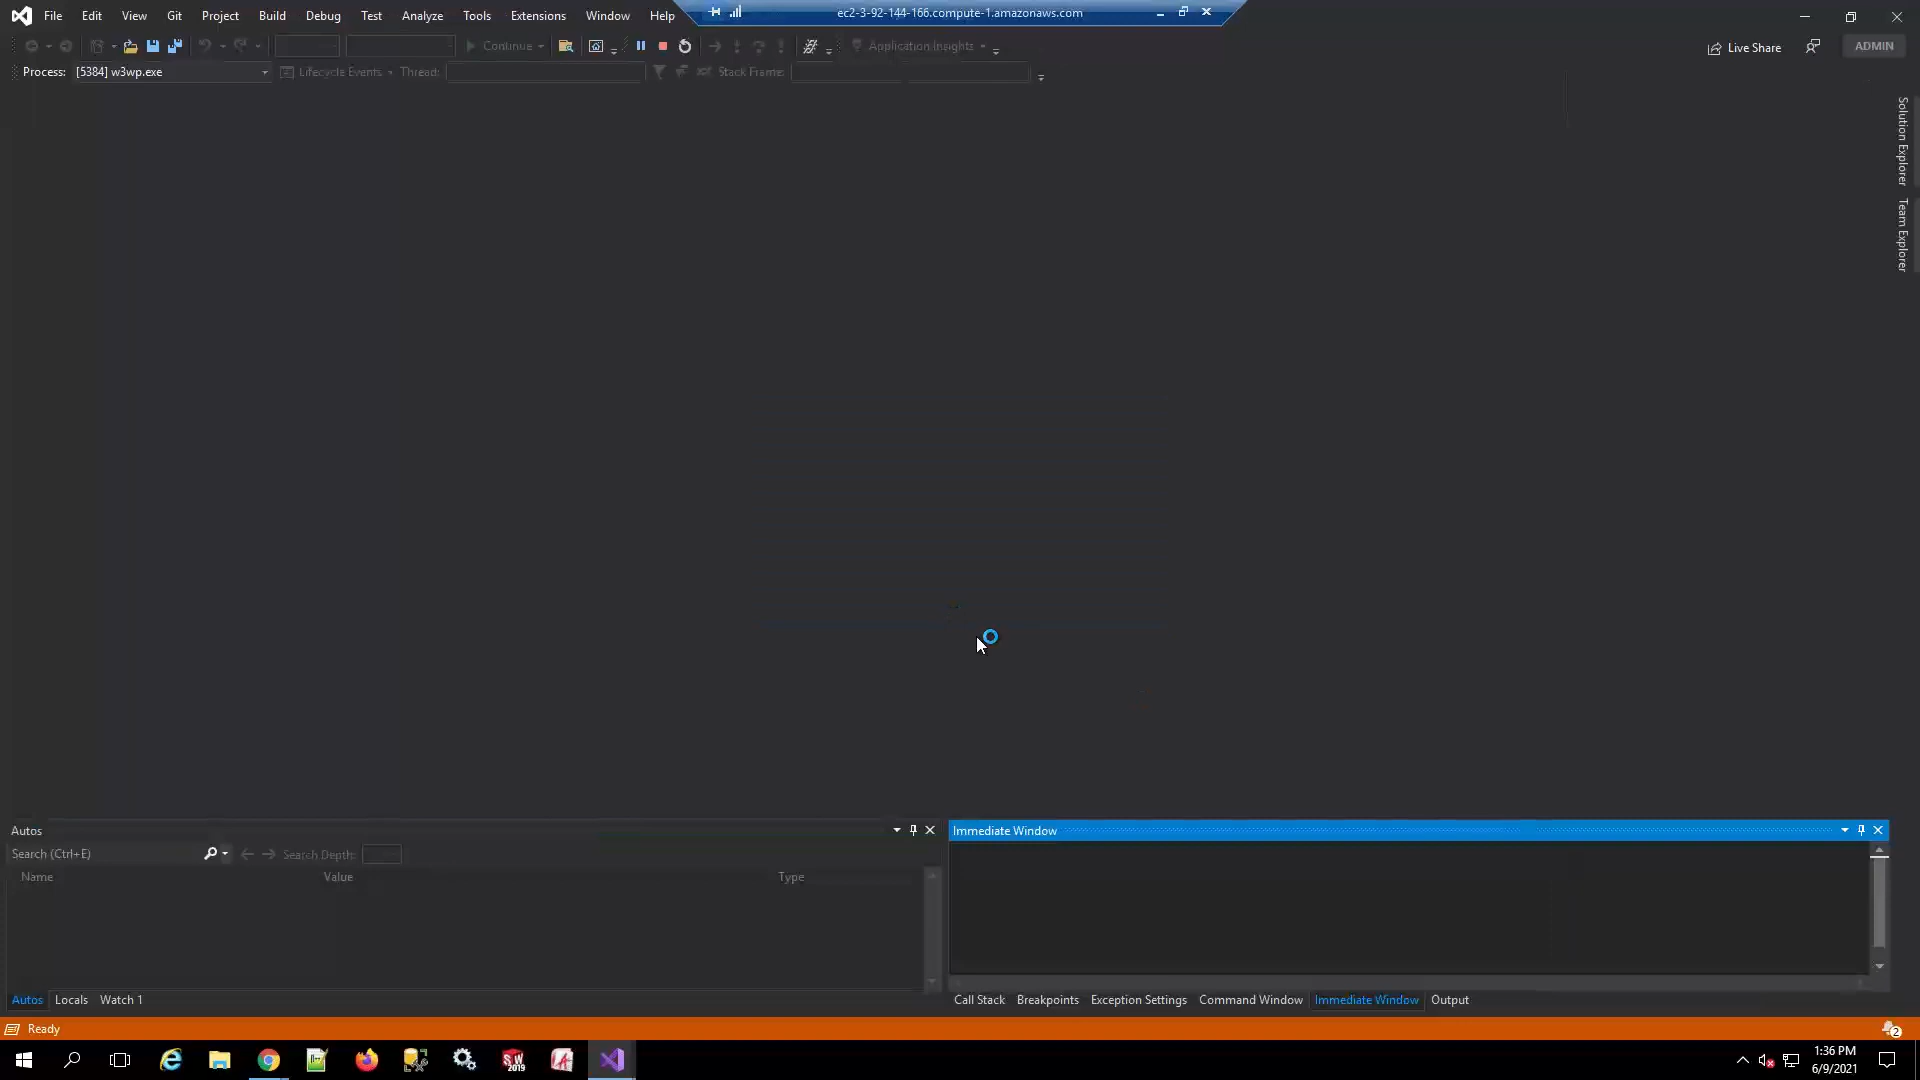 File Edit View Git Project Build Debug Test Analyze Tools Extensions Window Help
ec2-3-92-144-166.compute-1.amazonaws.com
Continue
Application Insights
Live Share
ADMIN
Process: [5384] w3wp.exe
Lifecycle Events
Thread:
Stack Frame:
Solution Explorer
Team Explorer
Autos
Immediate Window
Search (Ctrl+E)
Search Depth:
Name Value Type
Autos Locals Watch 1
Call Stack Breakpoints Exception Settings Command Window Immediate Window Output
Ready
2
SW
2019
1:36 PM
6/9/2021